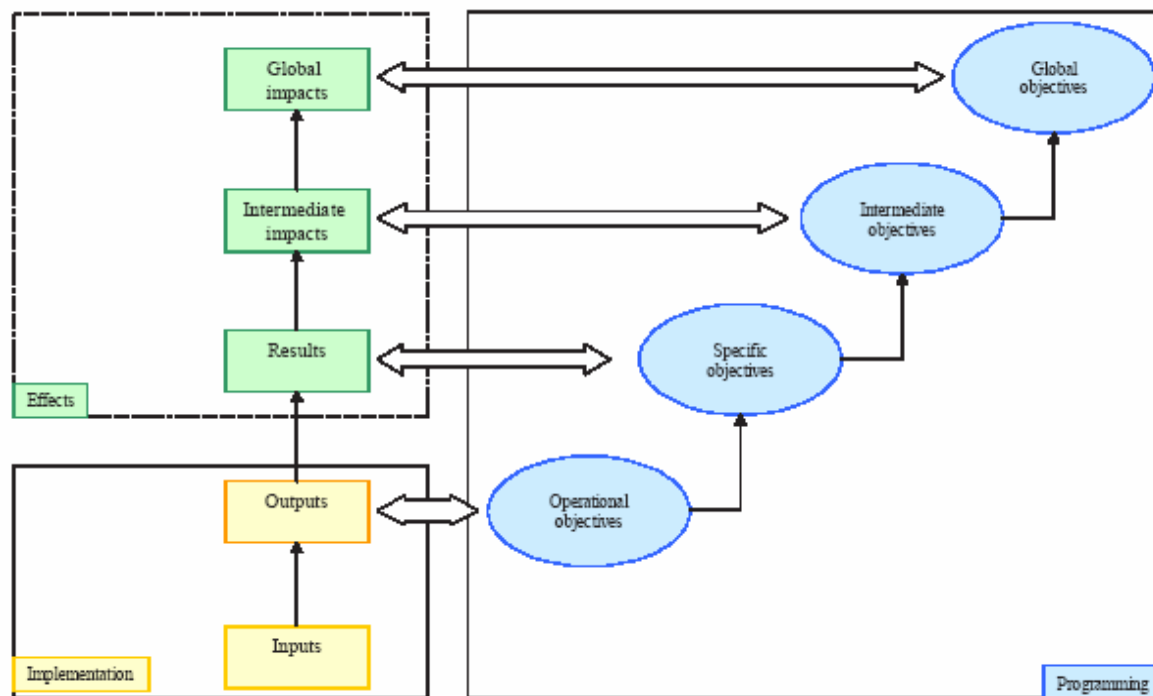 Global
impacts
Global
objectives
Intermediate
impacts
Intermediate
objectives
Results
Specific
objectives
Effects
Outputs
Operational
objectives
Inputs
Implementation
Programming